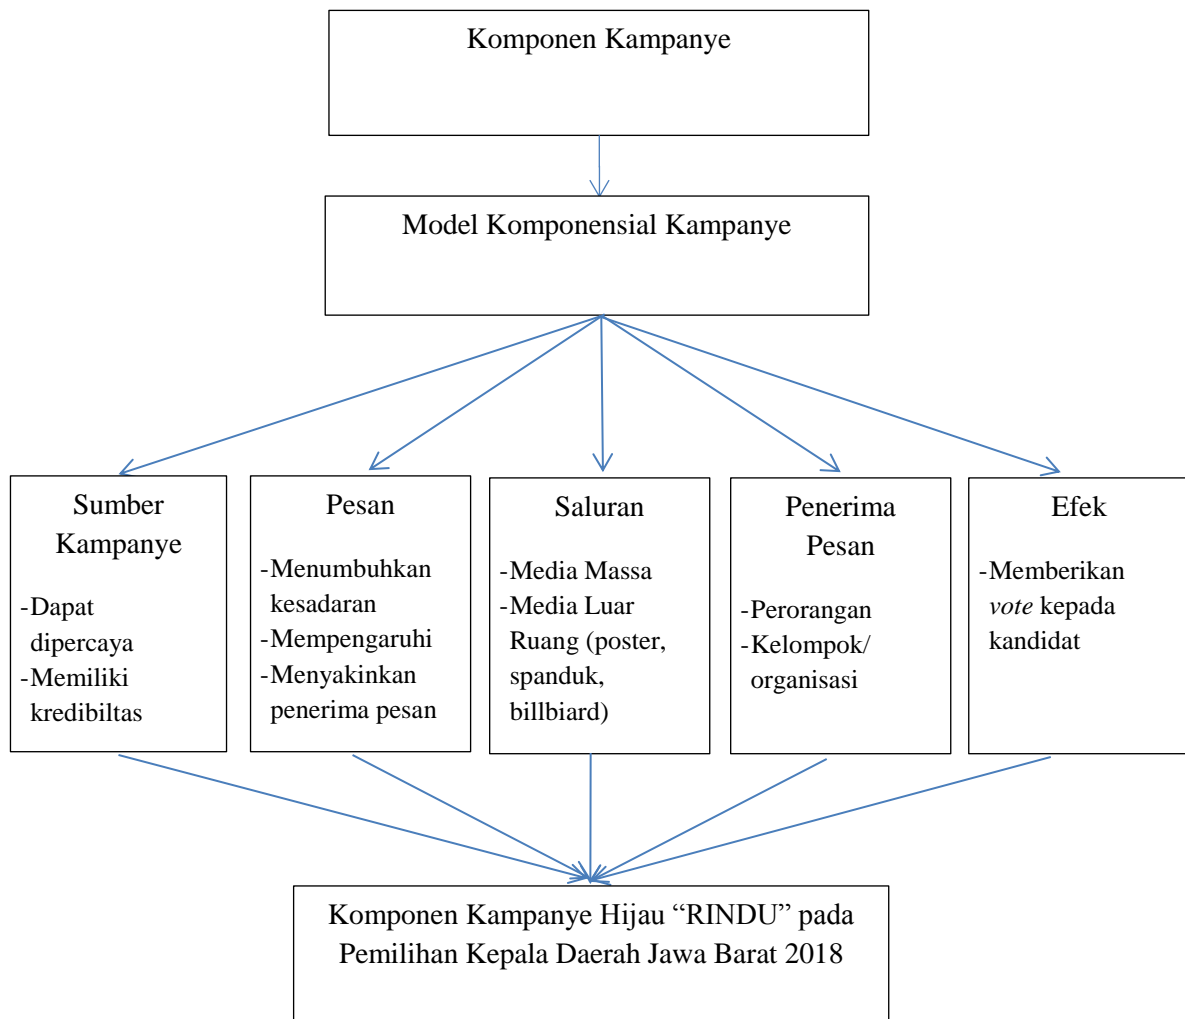 Komponen Kampanye
Model Komponensial Kampanye
Sumber
Kampanye
-Dapat
dipercaya
-Memiliki
kredibiltas
Pesan
-Menumbuhkan
kesadaran
-Mempengaruhi
-Menyakinkan
penerima pesan
Saluran
-Media Massa
-Media Luar
Ruang (poster,
spanduk,
billbiard)
Penerima
Pesan
-Perorangan
-Kelompok/
organisasi
Efek
-Memberikan
vote kepada
kandidat
Komponen Kampanye Hijau “RINDU” pada
Pemilihan Kepala Daerah Jawa Barat 2018